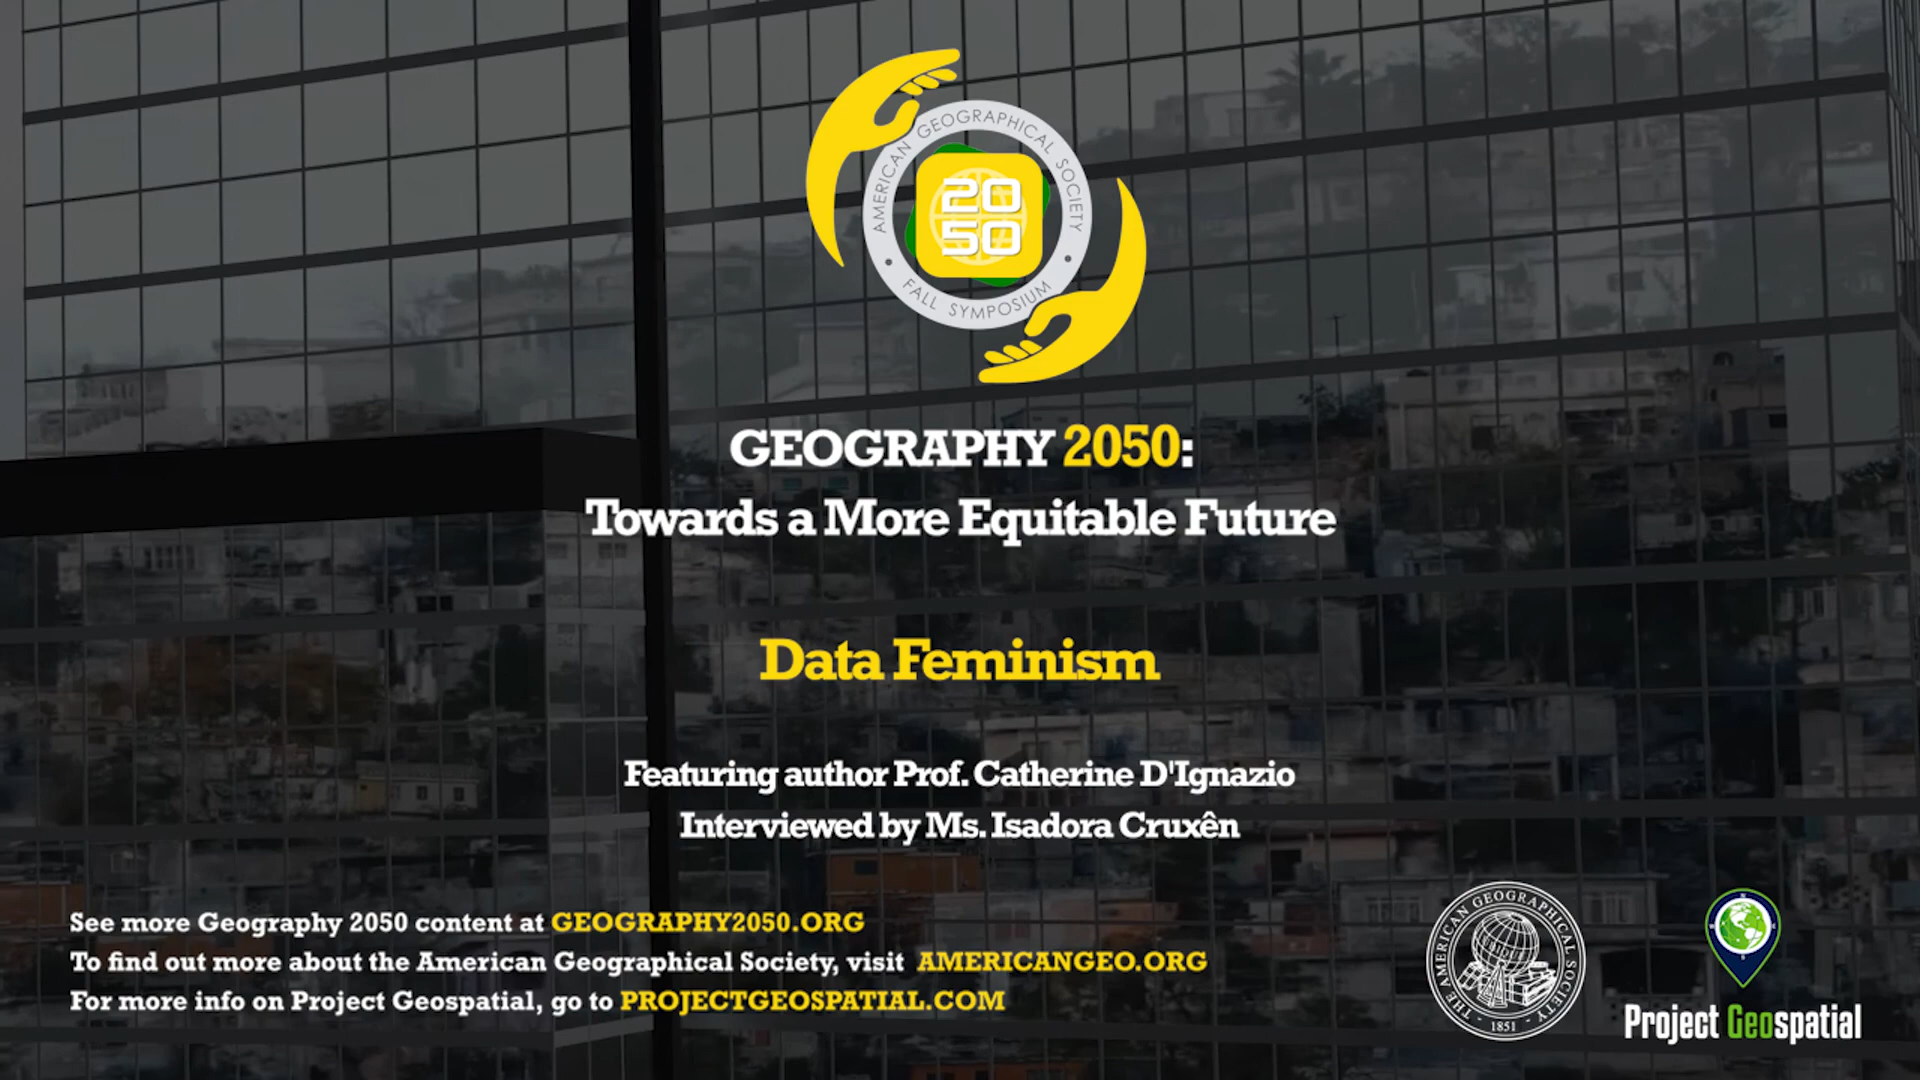 AMERICAN GEOGRAPHICAL SOCIETY
20
50
• FALL SYMPOSIUM •
GEOGRAPHY 2050:
Towards a More Equitable Future
Data Feminism
Featuring author Prof. Catherine D'Ignazio
Interviewed by Ms. Isadora Cruxên
See more Geography 2050 content at GEOGRAPHY2050.ORG
To find out more about the American Geographical Society, visit AMERICANGEO.ORG
For more info on Project Geospatial, go to PROJECTGEOSPATIAL.COM
THE AMERICAN GEOGRAPHICAL SOCIETY
- 1851 -
Project Geospatial